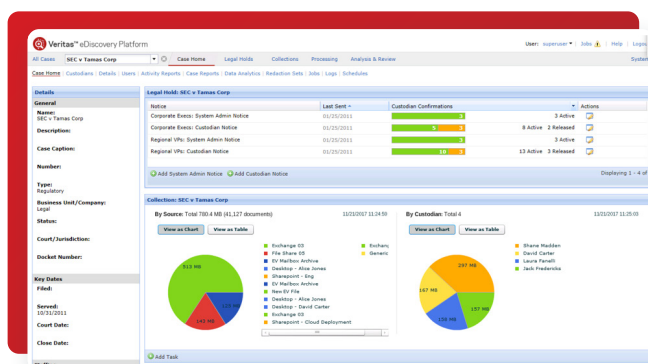 Veritas™ eDiscovery Platform
User: superuser | Jobs | Help | Logou
All Cases SEC v Tamas Corp Case Home Legal Holds Collections Processing Analysis & Review System
Case Home | Custodians | Details | Users | Activity Reports | Case Reports | Data Analytics | Redaction Sets | Jobs | Logs | Schedules
Details
General
Name:
SEC v Tamas Corp
Description:
Case Caption:
Number:
Type:
Regulatory
Business Unit/Company:
Legal
Status:
Court/Jurisdiction:
Docket Number:
Key Dates
Filed:
Served:
10/31/2011
Court Date:
Close Date:
Legal Hold: SEC v Tamas Corp
Notice Last Sent Custodian Confirmations Actions
Corporate Execs: System Admin Notice 01/25/2011 3 3 Active
Corporate Execs: Custodian Notice 01/25/2011 5 3 8 Active 2 Released
Regional VPs: System Admin Notice 01/25/2011 3 3 Active
Regional VPs: Custodian Notice 01/25/2011 10 3 13 Active 3 Released
Add System Admin Notice Add Custodian Notice Displaying 1 - 4 of
Collection: SEC v Tamas Corp
By Source: Total 780.4 MB (41,127 documents) 11/21/2017 11:24:59
View as Chart View as Table
510 MB
143 MB
Exchange 03
File Share 05
EV Mailbox Archive
Desktop - Alice Jones
Sharepoint - Eng
EV Mailbox Archive
New EV File
Desktop - Alice Jones
Desktop - David Carter
Exchange 03
Sharepoint - Cloud Deployment
Exchang
Generic
By Custodian: Total 4 11/21/2017 11:25:03
View as Chart View as Table
297 MB
167 MB
157 MB
158 MB
Shane Madden
David Carter
Laura Farrell
Jack Fredericks
Add Task